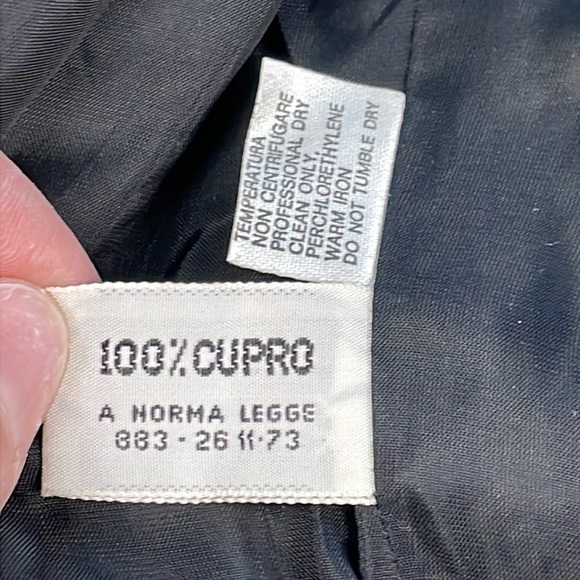 TEMPERATURA
NON CENTRIFUGARE
PROFESSIONAL DRY
CLEAN ONLY,
PERCHLORETHYLENE
WARM IRON
DO NOT TUMBLE DRY
100% CUPRO
A NORMA LEGGE
883 - 26 11-73